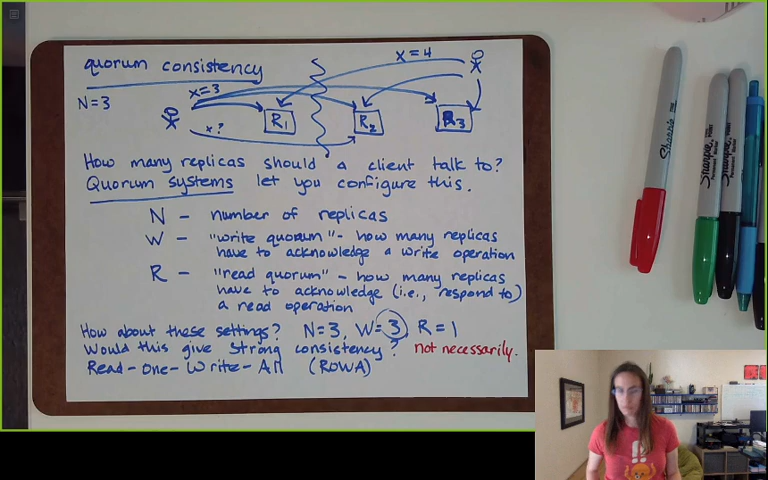 quorum consistency
x=4
x=3
N=3
R1
R2
R3
x?
How many replicas should a client talk to?
Quorum systems let you configure this.
N - number of replicas
W - "write quorum" - how many replicas
have to acknowledge a write operation
R - "read quorum" - how many replicas
have to acknowledge (i.e., respond to)
a read operation
How about these settings? N=3, W=3, R=1
Would this give strong consistency? not necessarily.
Read-One-Write-All (ROWA)
Sharpie
Sharpie
Sharpie